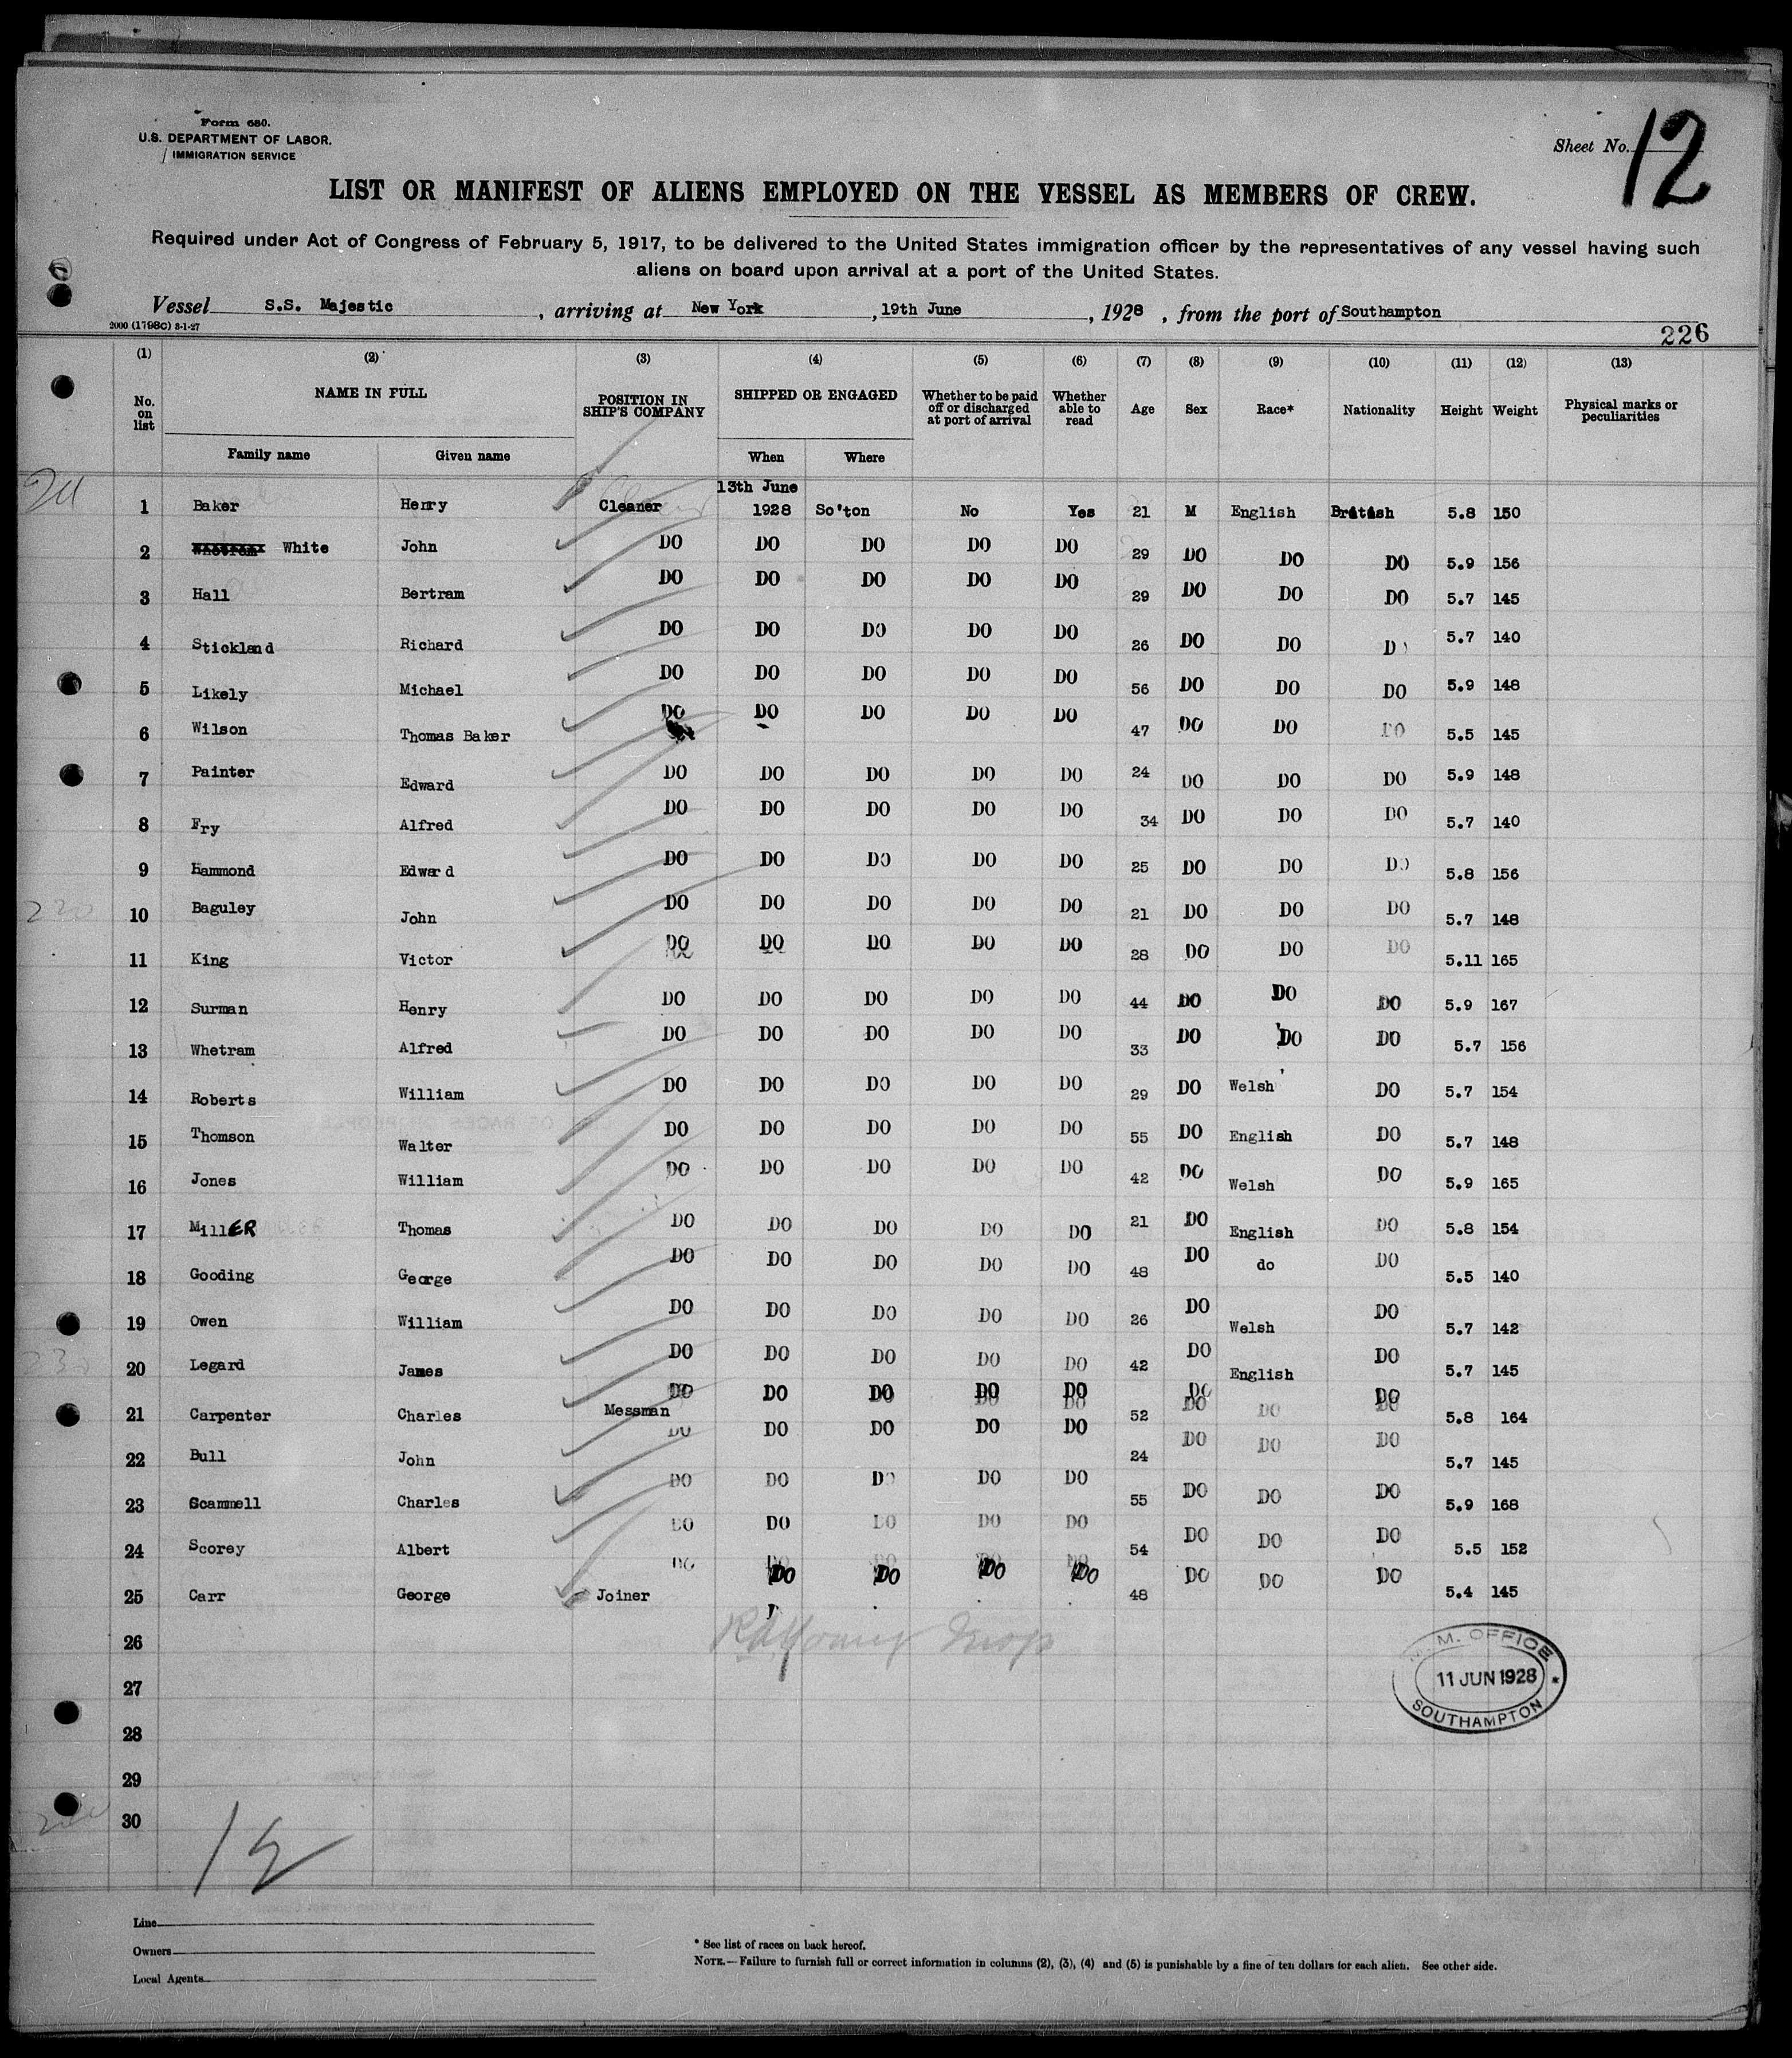 Form 680.
U.S. DEPARTMENT OF LABOR.
IMMIGRATION SERVICE
Sheet No. 12
LIST OR MANIFEST OF ALIENS EMPLOYED ON THE VESSEL AS MEMBERS OF CREW.
Required under Act of Congress of February 5, 1917, to be delivered to the United States immigration officer by the representatives of any vessel having such
aliens on board upon arrival at a port of the United States.
Vessel S.S. Majestic, arriving at New York, 19th June, 1928, from the port of Southampton
2000 (1798C) 8-1-27
226
(1) (2) (3) (4) (5) (6) (7) (8) (9) (10) (11) (12) (13)
No. on list NAME IN FULL POSITION IN SHIP'S COMPANY SHIPPED OR ENGAGED Whether to be paid off or discharged at port of arrival Whether able to read Age Sex Race* Nationality Height Weight Physical marks or peculiarities
Family name Given name When Where
1 Baker Henry Cleaner 13th June 1928 So'ton No Yes 21 M English British 5.8 150
2 White John DO DO DO DO DO 29 DO DO DO 5.9 156
3 Hall Bertram DO DO DO DO DO 29 DO DO DO 5.7 145
4 Stickland Richard DO DO DO DO DO 26 DO DO DO 5.7 140
5 Likely Michael DO DO DO DO DO 56 DO DO DO 5.9 148
6 Wilson Thomas Baker DO DO DO DO DO 47 DO DO DO 5.5 145
7 Painter Edward DO DO DO DO DO 24 DO DO DO 5.9 148
8 Fry Alfred DO DO DO DO DO 34 DO DO DO 5.7 140
9 Hammond Edward DO DO DO DO DO 25 DO DO DO 5.8 156
10 Baguley John DO DO DO DO DO 21 DO DO DO 5.7 148
11 King Victor DO DO DO DO DO 28 DO DO DO 5.11 165
12 Surman Henry DO DO DO DO DO 44 DO DO DO 5.9 167
13 Whetram Alfred DO DO DO DO DO 33 DO DO DO 5.7 156
14 Roberts William DO DO DO DO DO 29 DO Welsh DO 5.7 154
15 Thomson Walter DO DO DO DO DO 55 DO English DO 5.7 148
16 Jones William DO DO DO DO DO 42 DO Welsh DO 5.9 165
17 MillER Thomas DO DO DO DO DO 21 DO English DO 5.8 154
18 Gooding George DO DO DO DO DO 48 DO do DO 5.5 140
19 Owen William DO DO DO DO DO 26 DO Welsh DO 5.7 142
20 Legard James DO DO DO DO DO 42 DO English DO 5.7 145
21 Carpenter Charles Messman DO DO DO DO 52 DO DO DO 5.8 164
22 Bull John DO DO DO DO DO 24 DO DO DO 5.7 145
23 Scammell Charles DO DO DO DO DO 55 DO DO DO 5.9 168
24 Scorey Albert DO DO DO DO DO 54 DO DO DO 5.5 152
25 Carr George Joiner DO DO DO DO 48 DO DO DO 5.4 145
26
27
28
29
30
M. OFFICE
11 JUN 1928
SOUTHAMPTON
Line
Owners
Local Agents
* See list of races on back hereof.
NOTE.—Failure to furnish full or correct information in columns (2), (3), (4) and (5) is punishable by a fine of ten dollars for each alien. See other side.